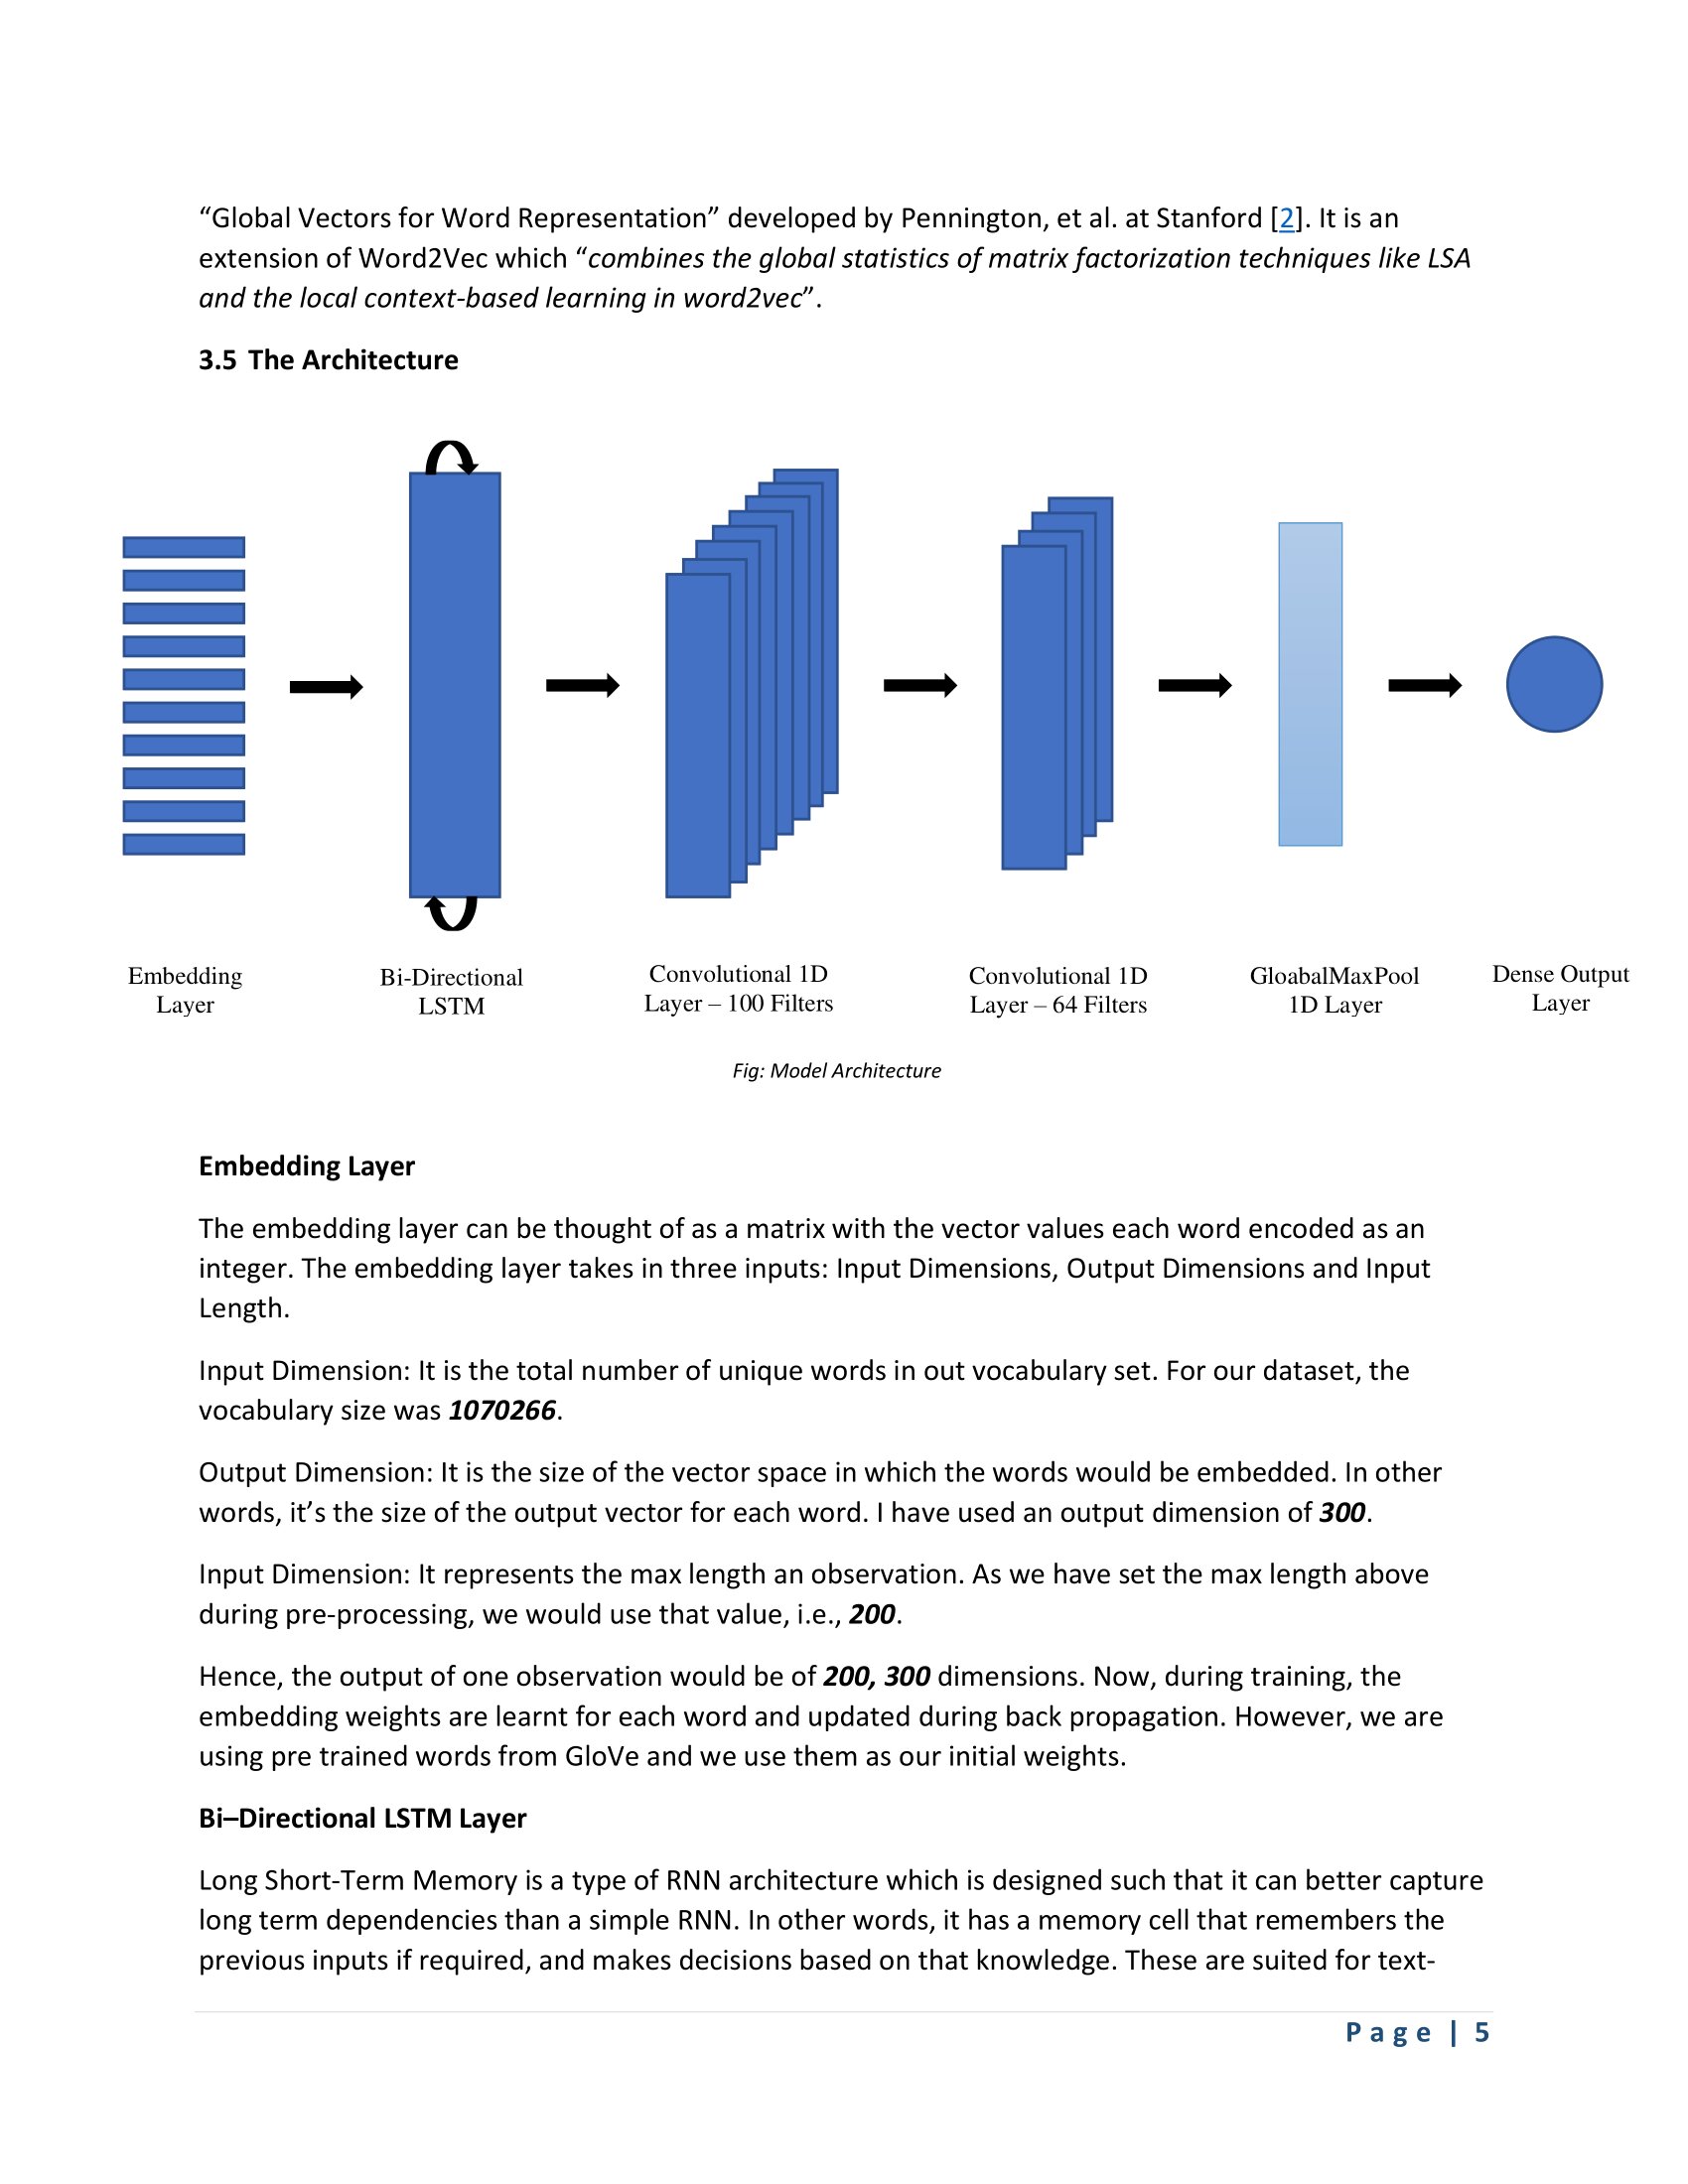 “Global Vectors for Word Representation” developed by Pennington, et al. at Stanford [2]. It is an
extension of Word2Vec which “combines the global statistics of matrix factorization techniques like LSA
and the local context-based learning in word2vec”.
3.5 The Architecture
Embedding
Layer
Bi-Directional
LSTM
Convolutional 1D
Layer – 100 Filters
Convolutional 1D
Layer – 64 Filters
GloabalMaxPool
1D Layer
Dense Output
Layer
Fig: Model Architecture
Embedding Layer
The embedding layer can be thought of as a matrix with the vector values each word encoded as an
integer. The embedding layer takes in three inputs: Input Dimensions, Output Dimensions and Input
Length.
Input Dimension: It is the total number of unique words in out vocabulary set. For our dataset, the
vocabulary size was 1070266.
Output Dimension: It is the size of the vector space in which the words would be embedded. In other
words, it’s the size of the output vector for each word. I have used an output dimension of 300.
Input Dimension: It represents the max length an observation. As we have set the max length above
during pre-processing, we would use that value, i.e., 200.
Hence, the output of one observation would be of 200, 300 dimensions. Now, during training, the
embedding weights are learnt for each word and updated during back propagation. However, we are
using pre trained words from GloVe and we use them as our initial weights.
Bi–Directional LSTM Layer
Long Short-Term Memory is a type of RNN architecture which is designed such that it can better capture
long term dependencies than a simple RNN. In other words, it has a memory cell that remembers the
previous inputs if required, and makes decisions based on that knowledge. These are suited for text-
Page | 5